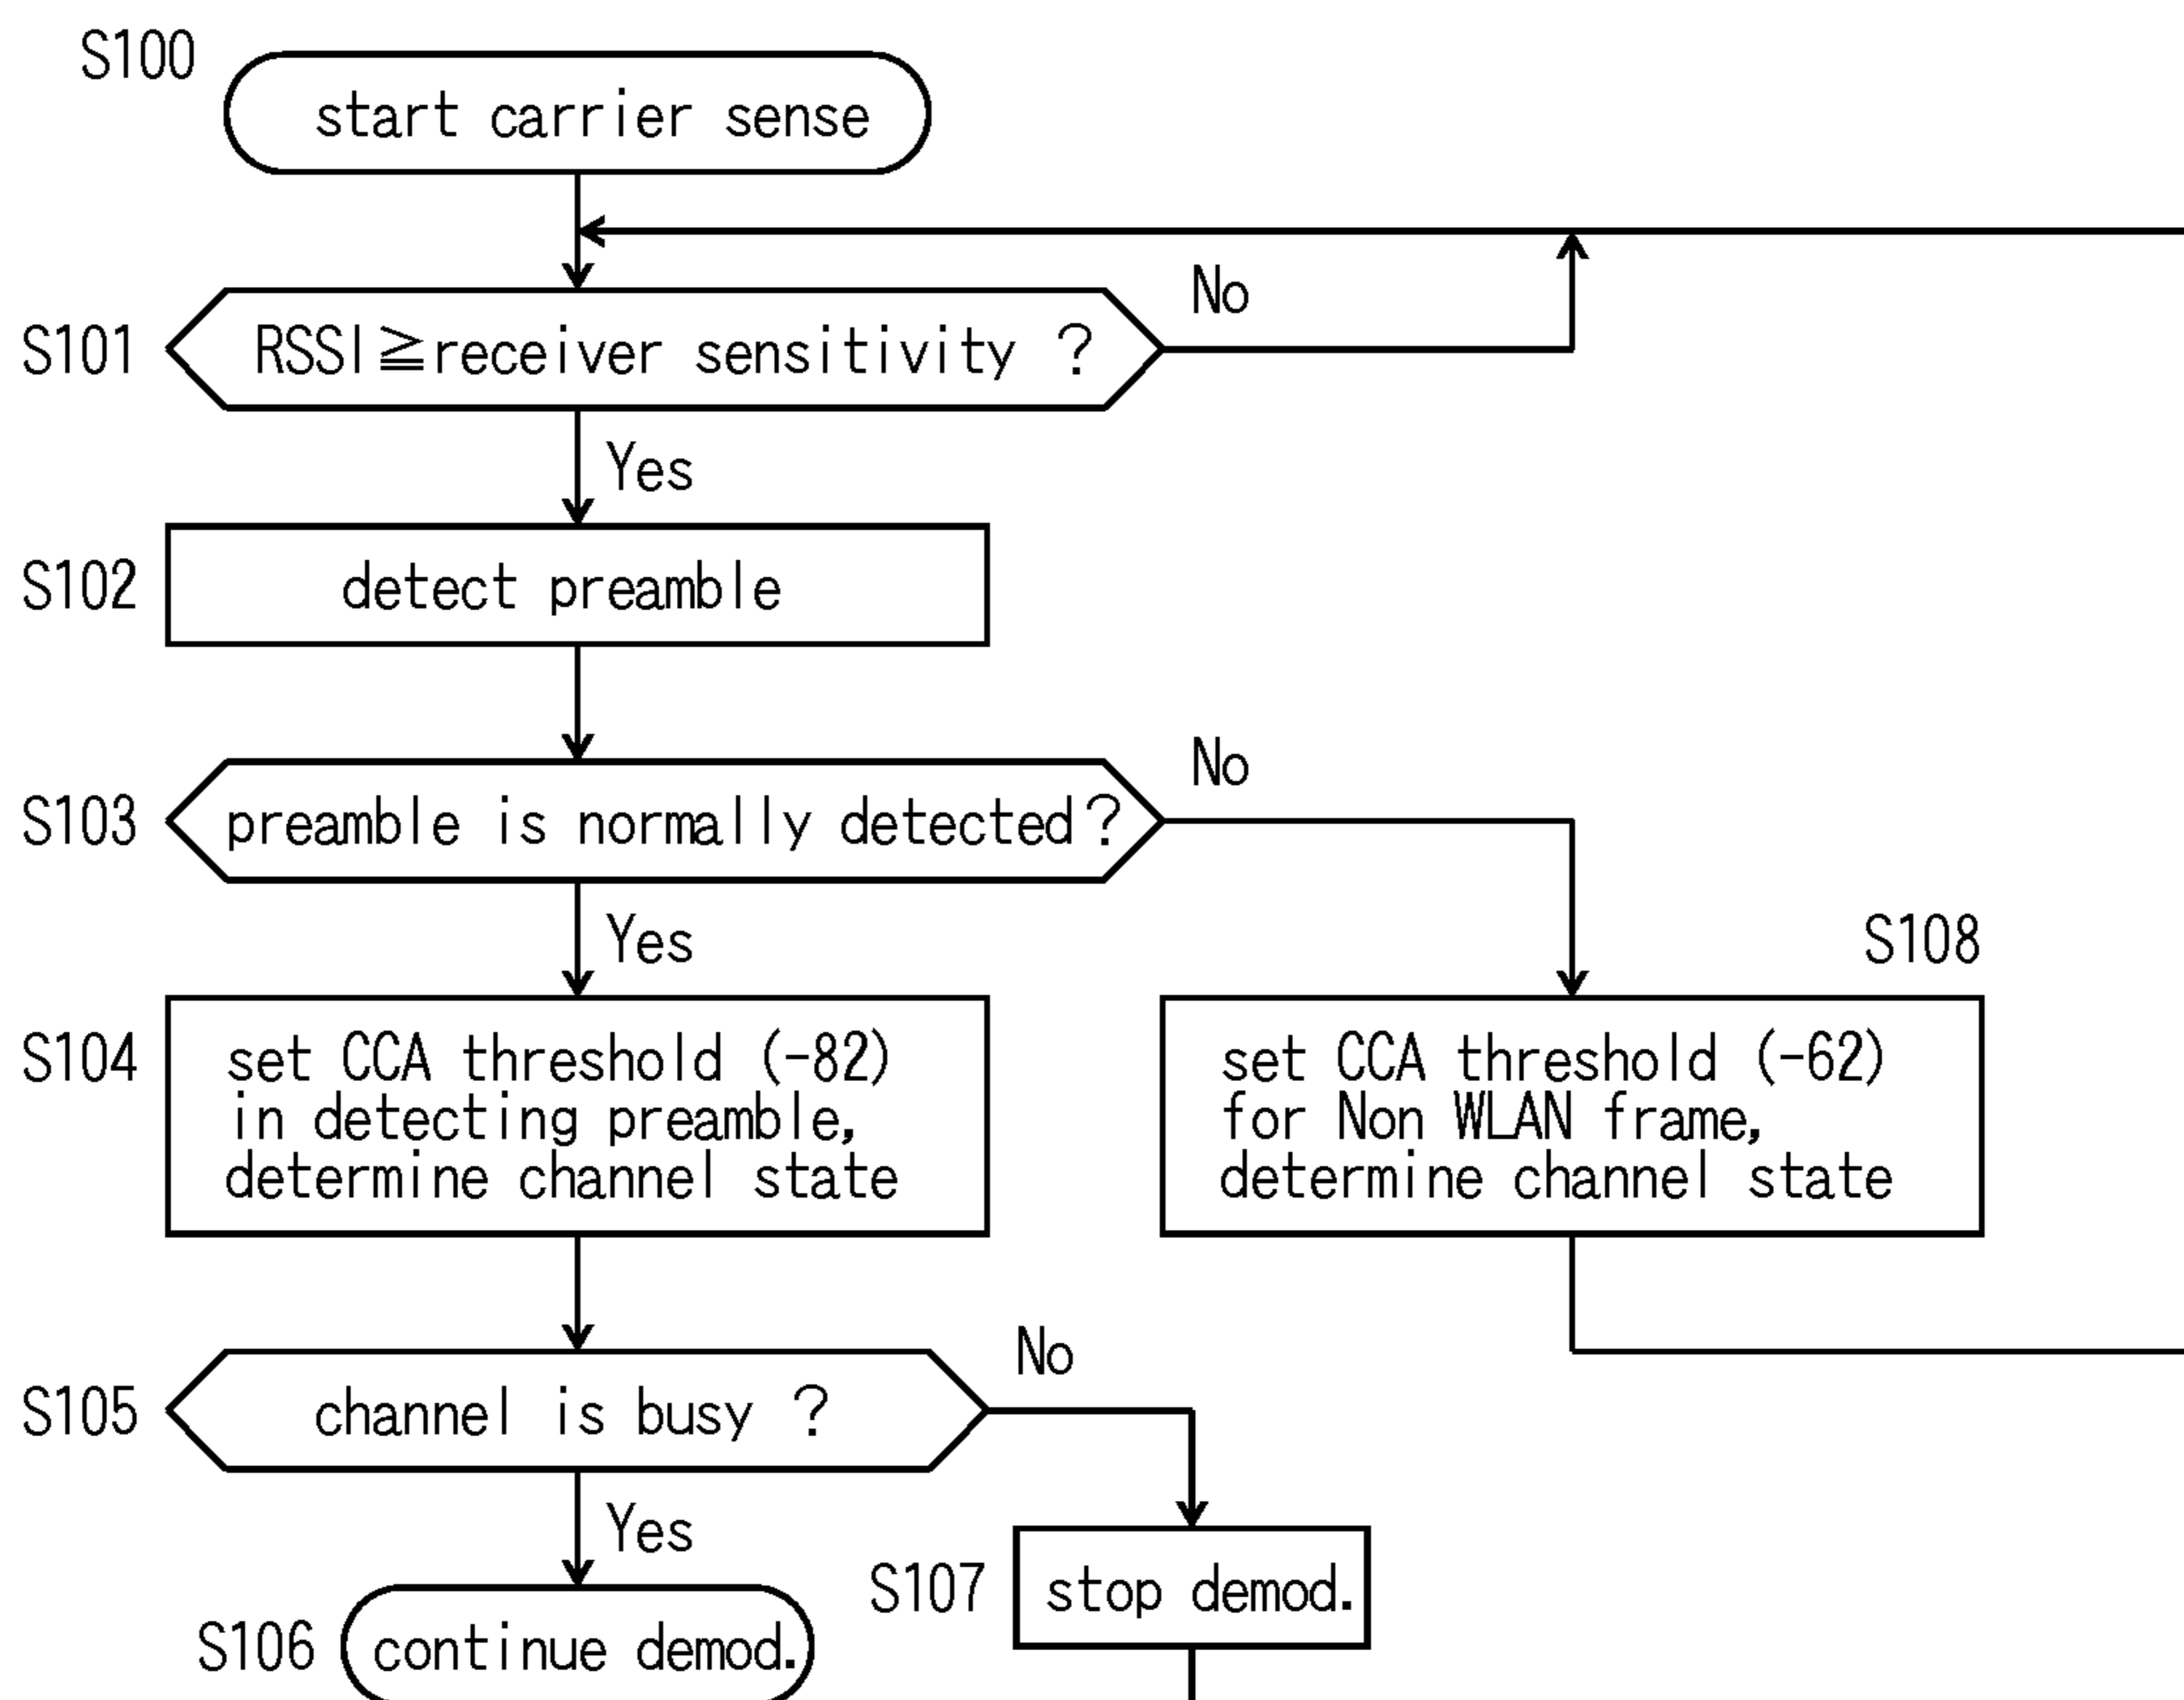 S100
start carrier sense
S101
RSSI≧receiver sensitivity ?
No
Yes
S102
detect preamble
S103
preamble is normally detected?
No
Yes
S104
set CCA threshold (-82)
in detecting preamble,
determine channel state
S108
set CCA threshold (-62)
for Non WLAN frame,
determine channel state
S105
channel is busy ?
No
Yes
S106
continue demod.
S107
stop demod.